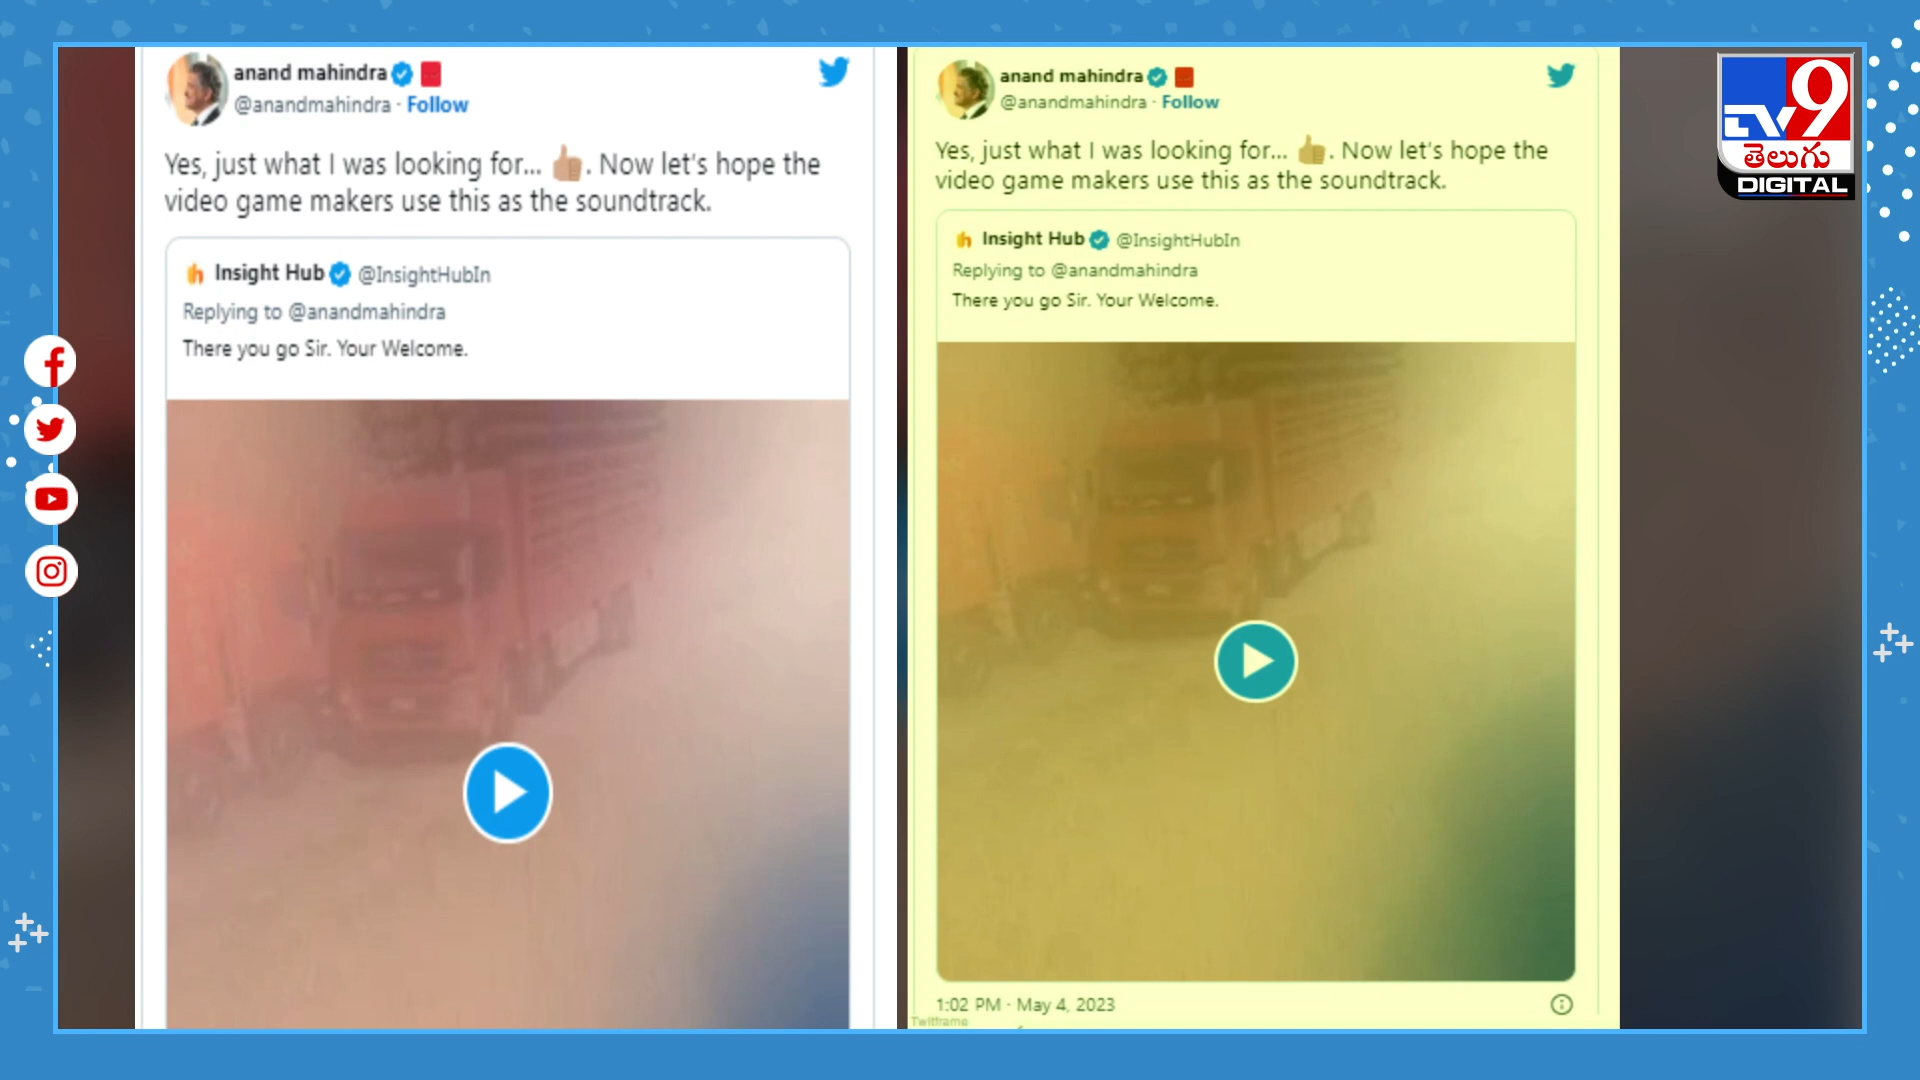 anand mahindra
@anandmahindra · Follow
Yes, just what I was looking for... 👍🏼. Now let's hope the
video game makers use this as the soundtrack.
Insight Hub @InsightHubIn
Replying to @anandmahindra
There you go Sir. Your Welcome.
anand mahindra
@anandmahindra · Follow
Yes, just what I was looking for... 👍🏼. Now let's hope the
video game makers use this as the soundtrack.
Insight Hub @InsightHubIn
Replying to @anandmahindra
There you go Sir. Your Welcome.
1:02 PM · May 4, 2023
Twitframe
TV9
తెలుగు
DIGITAL